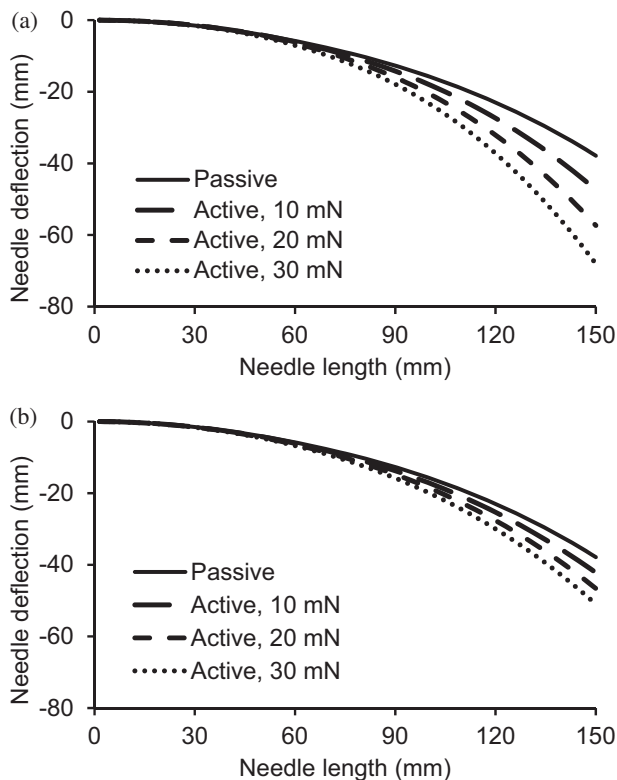 (a)
0
-20
-40
-60
-80
Needle deflection (mm)
Passive
Active, 10 mN
Active, 20 mN
Active, 30 mN
0 30 60 90 120 150
Needle length (mm)
(b)
0
-20
-40
-60
-80
Needle deflection (mm)
Passive
Active, 10 mN
Active, 20 mN
Active, 30 mN
0 30 60 90 120 150
Needle length (mm)